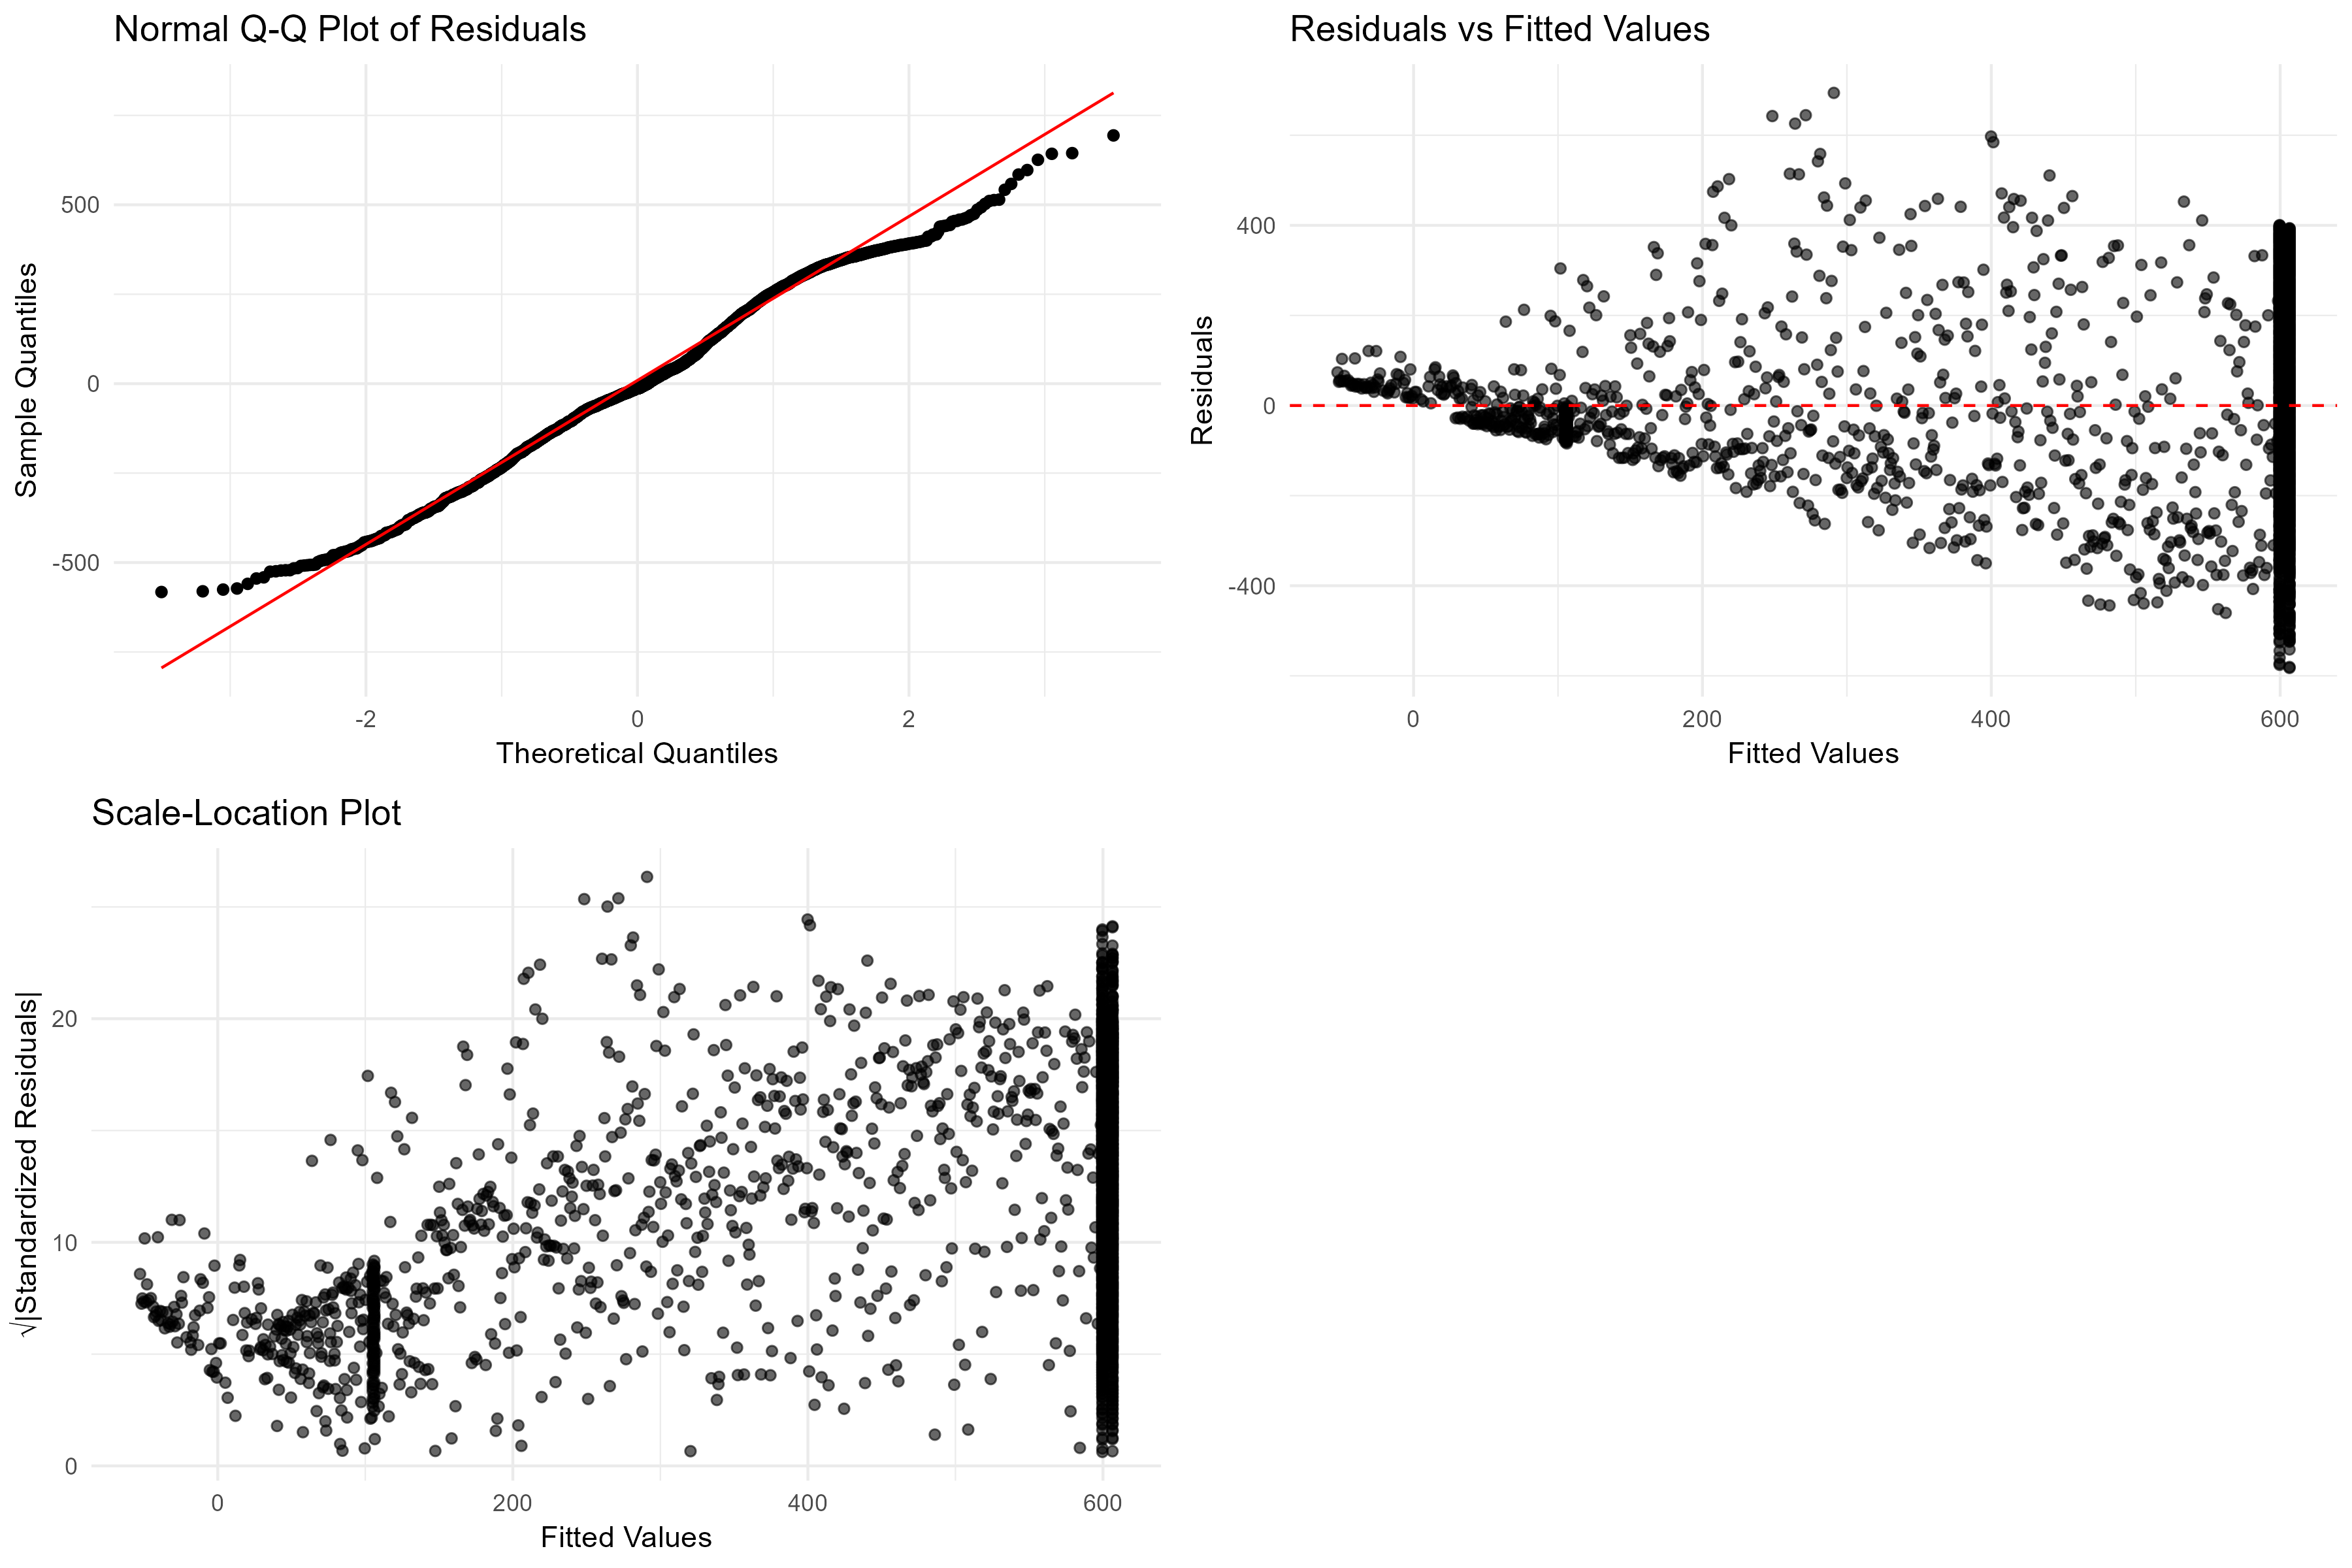 Normal Q-Q Plot of Residuals
Sample Quantiles
500
0
-500
-2
0
2
Theoretical Quantiles
Residuals vs Fitted Values
Residuals
400
0
-400
0
200
400
600
Fitted Values
Scale-Location Plot
√|Standardized Residuals|
20
10
0
0
200
400
600
Fitted Values